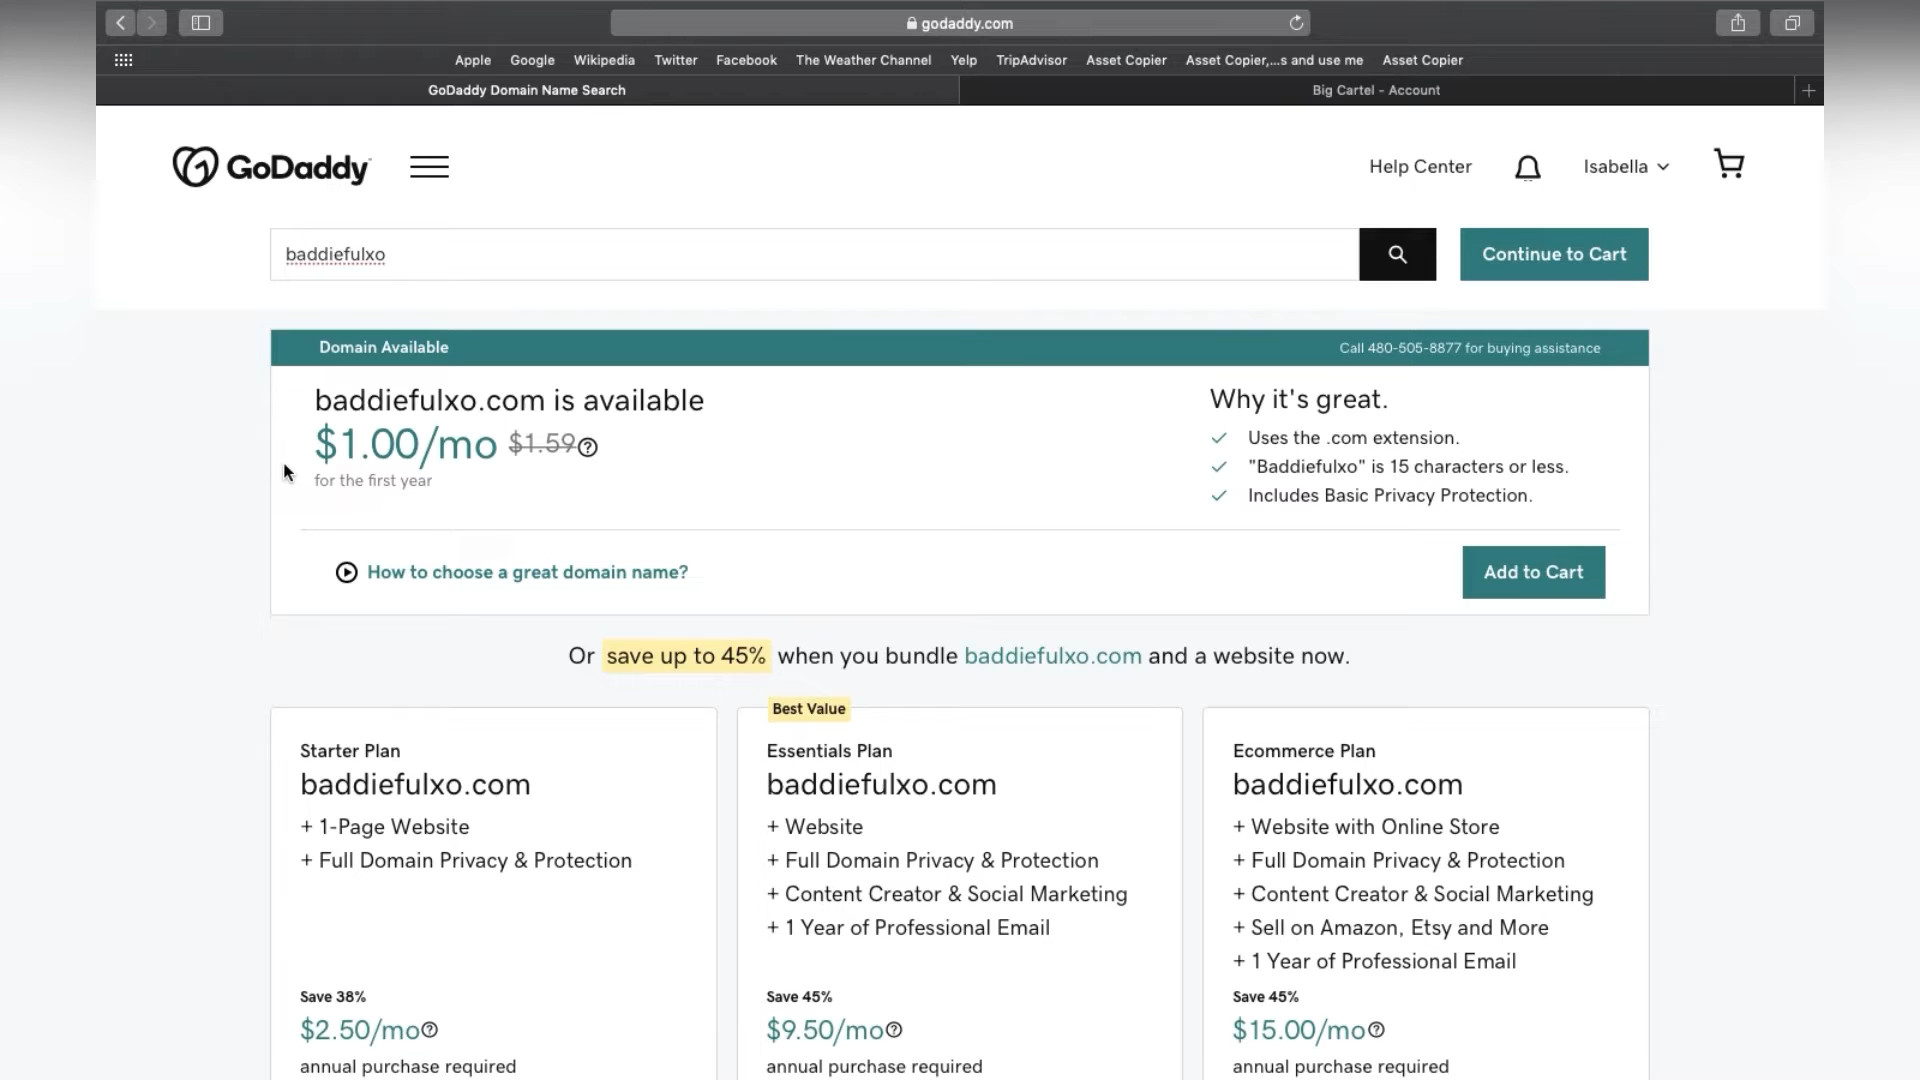 godaddy.com
Apple Google Wikipedia Twitter Facebook The Weather Channel Yelp TripAdvisor Asset Copier Asset Copier,...s and use me Asset Copier
GoDaddy Domain Name Search Big Cartel - Account
GoDaddy Help Center Isabella
baddiefulxo Continue to Cart
Domain Available Call 480-505-8877 for buying assistance
baddiefulxo.com is available
$1.00/mo $1.59
for the first year
Why it's great.
Uses the .com extension.
"Baddiefulxo" is 15 characters or less.
Includes Basic Privacy Protection.
How to choose a great domain name? Add to Cart
Or save up to 45% when you bundle baddiefulxo.com and a website now.
Starter Plan
baddiefulxo.com
+ 1-Page Website
+ Full Domain Privacy & Protection
Save 38%
$2.50/mo
annual purchase required
Best Value
Essentials Plan
baddiefulxo.com
+ Website
+ Full Domain Privacy & Protection
+ Content Creator & Social Marketing
+ 1 Year of Professional Email
Save 45%
$9.50/mo
annual purchase required
Ecommerce Plan
baddiefulxo.com
+ Website with Online Store
+ Full Domain Privacy & Protection
+ Content Creator & Social Marketing
+ Sell on Amazon, Etsy and More
+ 1 Year of Professional Email
Save 45%
$15.00/mo
annual purchase required